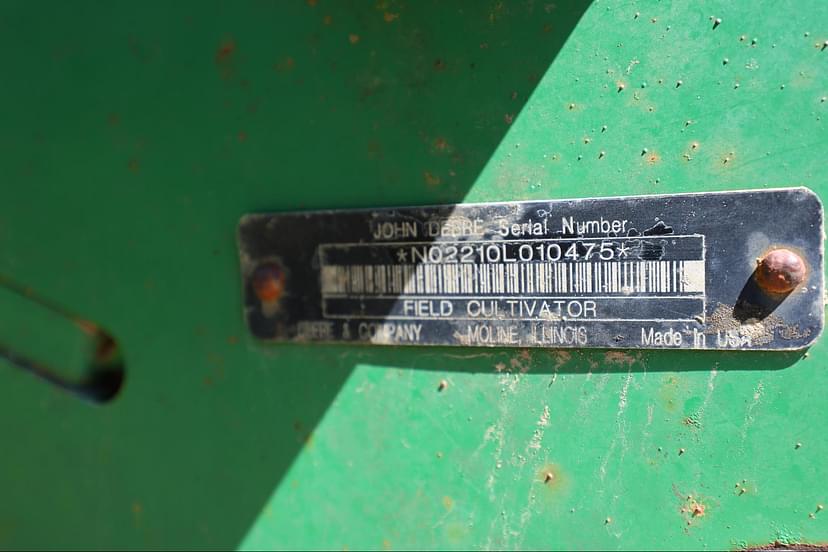 JOHN DEERE Serial Number
*N02210L010475*
FIELD CULTIVATOR
DEERE & COMPANY MOLINE ILLINOIS Made In USA